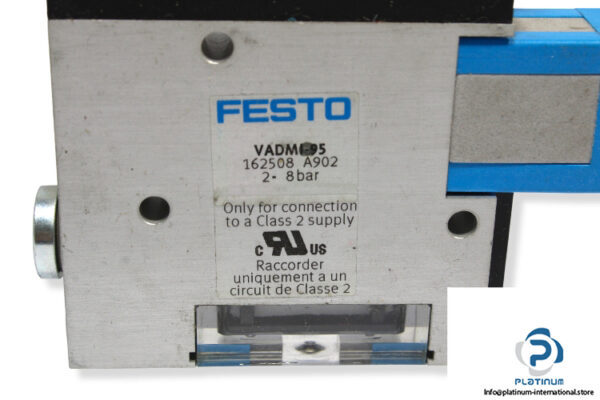 FESTO
VADMI-95
162508 A902
2- 8bar
Only for connection
to a Class 2 supply
c RU US
Raccorder
uniquement a un
circuit de Classe 2
PLATINUM
Info@platinum-international.store